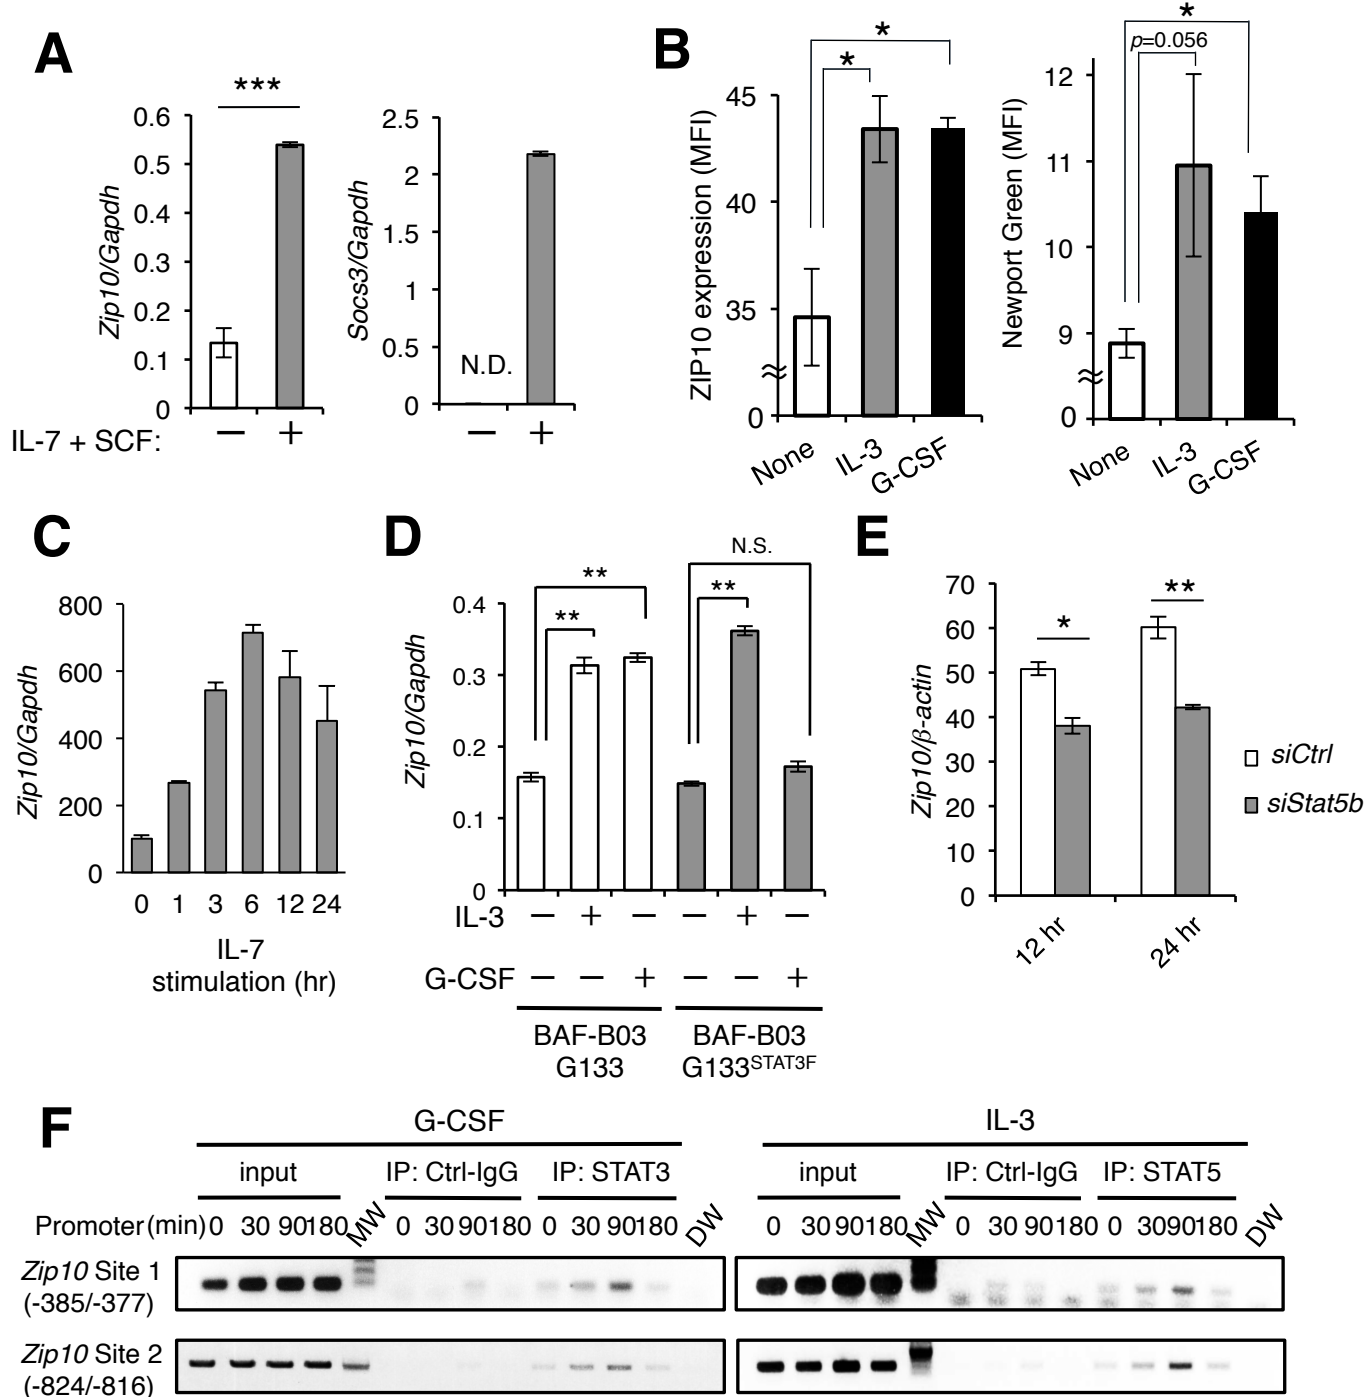 A
***
Zip10/Gapdh
0.6
0.5
0.4
0.3
0.2
0.1
0
Socs3/Gapdh
2.5
2
1.5
1
0.5
0
N.D.
IL-7 + SCF: – + – +
B
*
*
ZIP10 expression (MFI)
45
40
35
0
None IL-3 G-CSF
*
p=0.056
Newport Green (MFI)
12
11
10
9
0
None IL-3 G-CSF
C
Zip10/Gapdh
800
600
400
200
0
0 1 3 6 12 24
IL-7
stimulation (hr)
D
N.S.
**
**
**
Zip10/Gapdh
0.4
0.3
0.2
0.1
0
IL-3 – + – – + –
G-CSF – – + – – +
BAF-B03 BAF-B03
G133 G133STAT3F
E
*
**
Zip10/β-actin
70
60
50
40
30
20
10
0
12 hr 24 hr
siCtrl
siStat5b
F
G-CSF IL-3
input IP: Ctrl-IgG IP: STAT3 input IP: Ctrl-IgG IP: STAT5
Promoter (min) 0 30 90 180 MW 0 30 90 180 0 30 90 180 DW 0 30 90 180 MW 0 30 90 180 0 30 90 180 DW
Zip10 Site 1
(-385/-377)
Zip10 Site 2
(-824/-816)